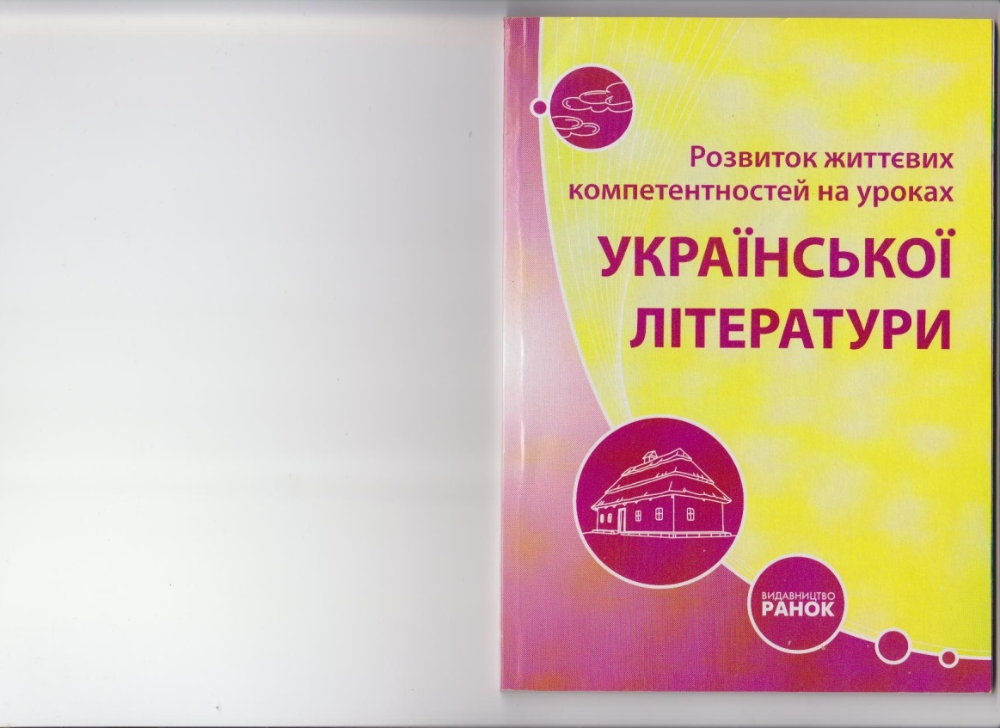 Розвиток життєвих
компетентностей на уроках
УКРАЇНСЬКОЇ
ЛІТЕРАТУРИ
ВИДАВНИЦТВО
РАНОК